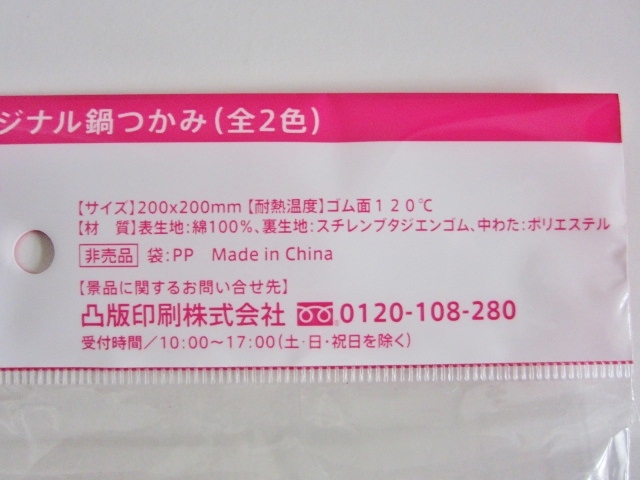 ジナル鍋つかみ(全2色)
【サイズ】200x200mm【耐熱温度】ゴム面120℃
【材　質】表生地:綿100%、裏生地:スチレンブタジエンゴム、中わた:ポリエステル
非売品 袋:PP Made in China
【景品に関するお問い合せ先】
凸版印刷株式会社 0120-108-280
受付時間/10:00~17:00(土・日・祝日を除く)